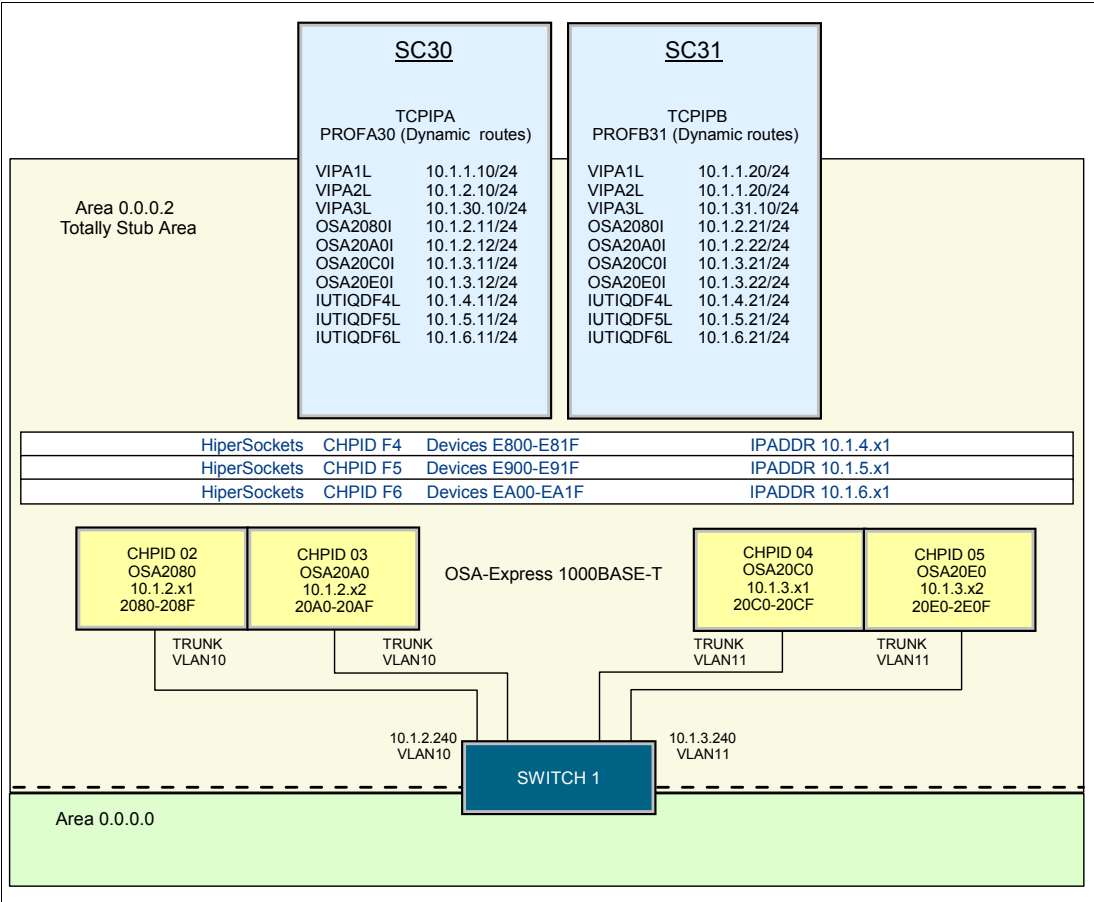 SC30
TCPIPA
PROFA30 (Dynamic routes)
VIPA1L 10.1.1.10/24
VIPA2L 10.1.2.10/24
VIPA3L 10.1.30.10/24
OSA2080I 10.1.2.11/24
OSA20A0I 10.1.2.12/24
OSA20C0I 10.1.3.11/24
OSA20E0I 10.1.3.12/24
IUTIQDF4L 10.1.4.11/24
IUTIQDF5L 10.1.5.11/24
IUTIQDF6L 10.1.6.11/24
SC31
TCPIPB
PROFB31 (Dynamic routes)
VIPA1L 10.1.1.20/24
VIPA2L 10.1.1.20/24
VIPA3L 10.1.31.10/24
OSA2080I 10.1.2.21/24
OSA20A0I 10.1.2.22/24
OSA20C0I 10.1.3.21/24
OSA20E0I 10.1.3.22/24
IUTIQDF4L 10.1.4.21/24
IUTIQDF5L 10.1.5.21/24
IUTIQDF6L 10.1.6.21/24
Area 0.0.0.2
Totally Stub Area
HiperSockets CHPID F4 Devices E800-E81F IPADDR 10.1.4.x1
HiperSockets CHPID F5 Devices E900-E91F IPADDR 10.1.5.x1
HiperSockets CHPID F6 Devices EA00-EA1F IPADDR 10.1.6.x1
CHPID 02
OSA2080
10.1.2.x1
2080-208F
CHPID 03
OSA20A0
10.1.2.x2
20A0-20AF
OSA-Express 1000BASE-T
CHPID 04
OSA20C0
10.1.3.x1
20C0-20CF
CHPID 05
OSA20E0
10.1.3.x2
20E0-2E0F
TRUNK
VLAN10
TRUNK
VLAN10
TRUNK
VLAN11
TRUNK
VLAN11
10.1.2.240
VLAN10
10.1.3.240
VLAN11
SWITCH 1
Area 0.0.0.0